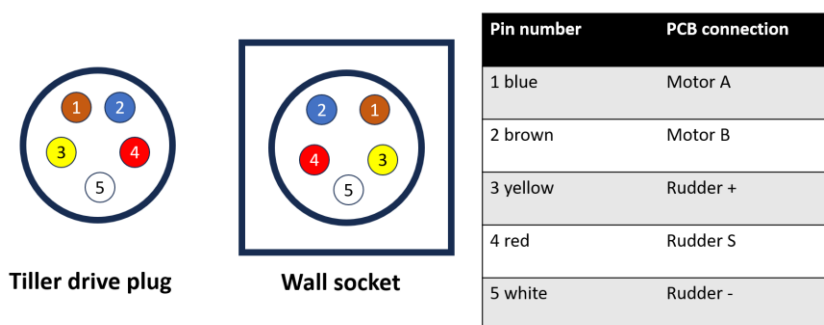 1 2
3 4
5
Tiller drive plug
2 1
4 3
5
Wall socket
Pin number PCB connection
1 blue Motor A
2 brown Motor B
3 yellow Rudder +
4 red Rudder S
5 white Rudder -